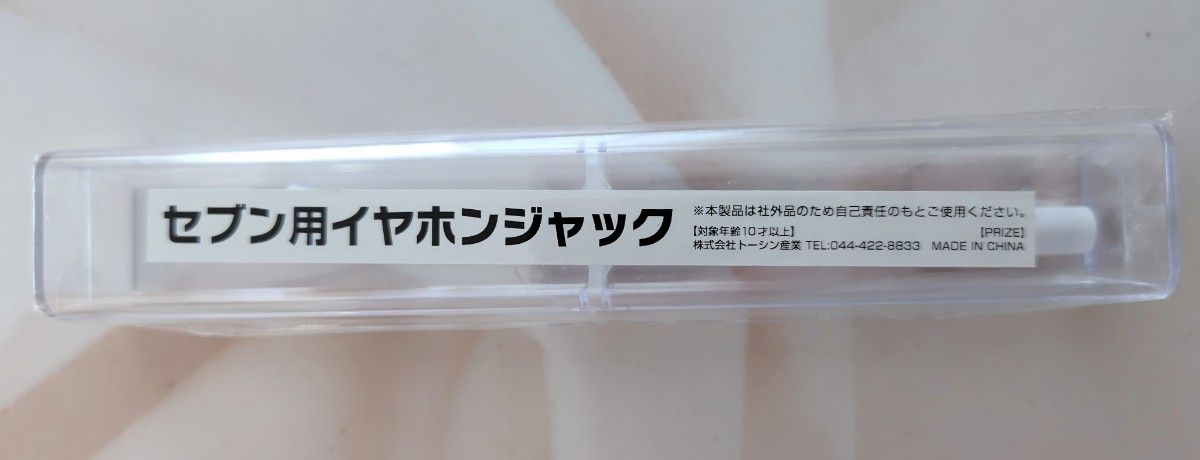 セブン用イヤホンジャック
※本製品は社外品のため自己責任のもとご使用ください。
【対象年齢10才以上】 【PRIZE】
株式会社トーシン産業 TEL:044-422-8833 MADE IN CHINA